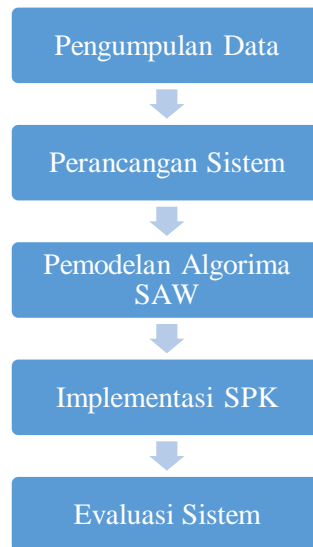 Pengumpulan Data
Perancangan Sistem
Pemodelan Algorima
SAW
Implementasi SPK
Evaluasi Sistem